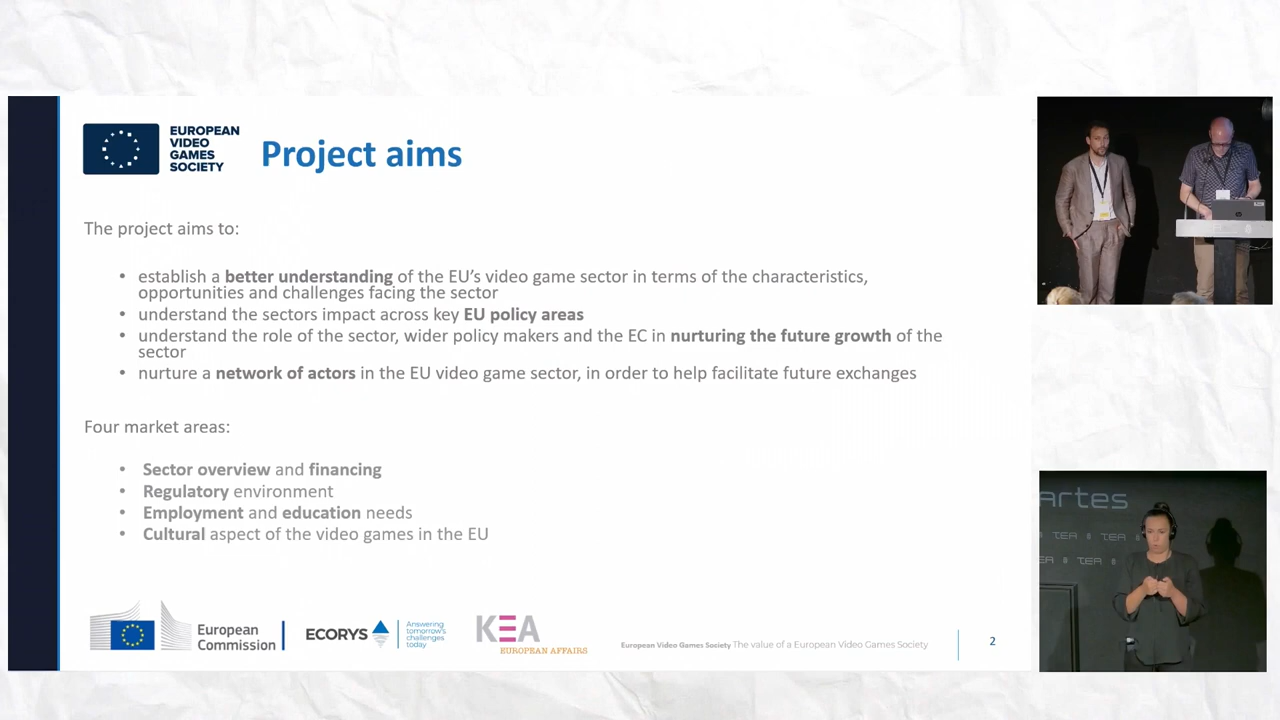 EUROPEAN
VIDEO
GAMES
SOCIETY
Project aims
The project aims to:
• establish a better understanding of the EU's video game sector in terms of the characteristics,
opportunities and challenges facing the sector
• understand the sectors impact across key EU policy areas
• understand the role of the sector, wider policy makers and the EC in nurturing the future growth of the
sector
• nurture a network of actors in the EU video game sector, in order to help facilitate future exchanges
Four market areas:
• Sector overview and financing
• Regulatory environment
• Employment and education needs
• Cultural aspect of the video games in the EU
European
Commission
ECORYS
Answering
tomorrow's
challenges
today
KEA
EUROPEAN AFFAIRS
European Video Games Society The value of a European Video Games Society
2
artes
TEA TEA TEA
TEA TEA